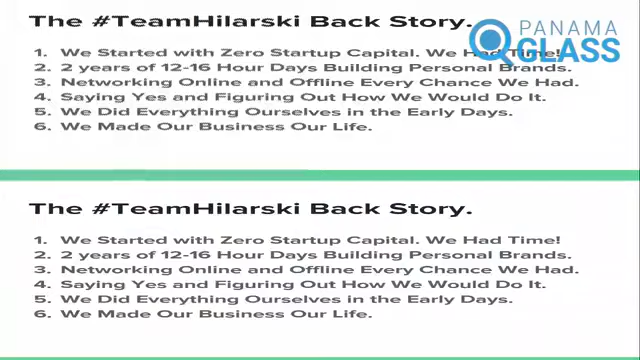 The #TeamHilarski Back Story.
PANAMA
GLASS
1. We Started with Zero Startup Capital. We Had Time!
2. 2 years of 12-16 Hour Days Building Personal Brands.
3. Networking Online and Offline Every Chance We Had.
4. Saying Yes and Figuring Out How We Would Do It.
5. We Did Everything Ourselves in the Early Days.
6. We Made Our Business Our Life.
The #TeamHilarski Back Story.
1. We Started with Zero Startup Capital. We Had Time!
2. 2 years of 12-16 Hour Days Building Personal Brands.
3. Networking Online and Offline Every Chance We Had.
4. Saying Yes and Figuring Out How We Would Do It.
5. We Did Everything Ourselves in the Early Days.
6. We Made Our Business Our Life.